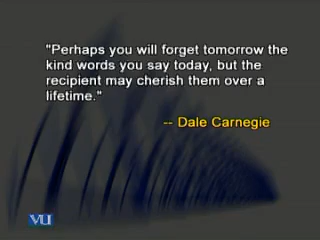 "Perhaps you will forget tomorrow the
kind words you say today, but the
recipient may cherish them over a
lifetime."
-- Dale Carnegie
VU